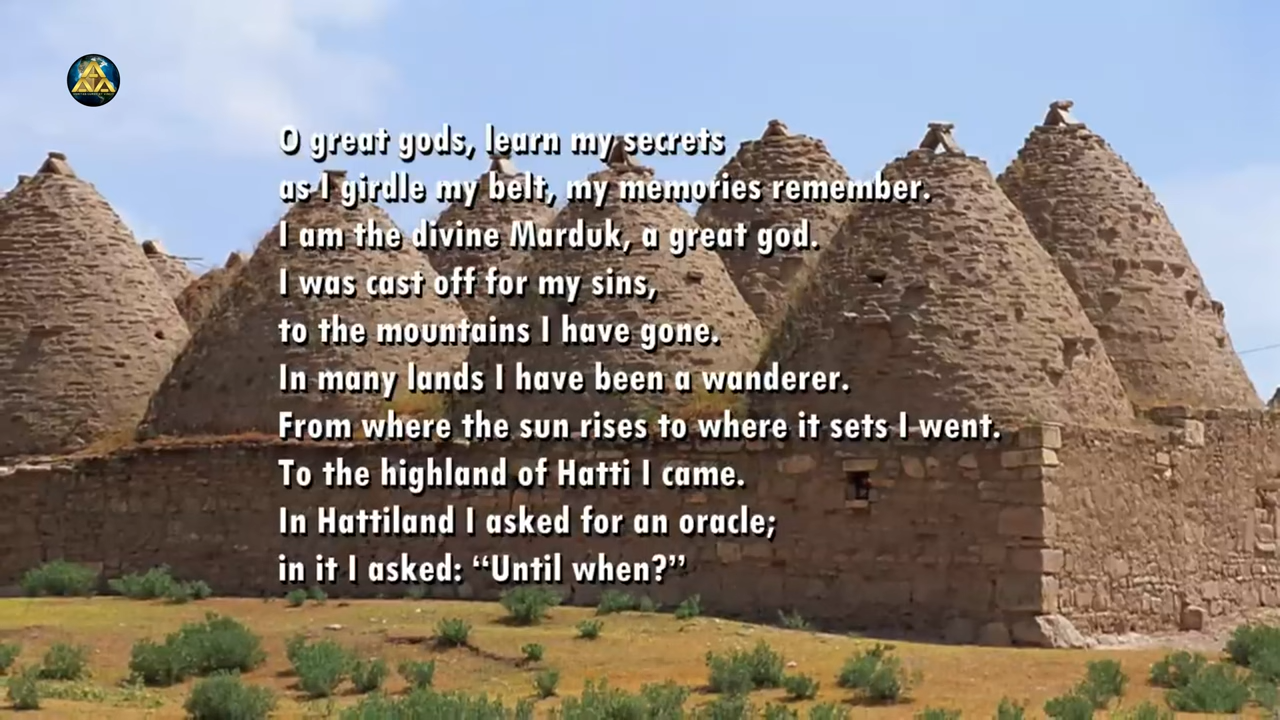 O great gods, learn my secrets
as I girdle my belt, my memories remember.
I am the divine Marduk, a great god.
I was cast off for my sins,
to the mountains I have gone.
In many lands I have been a wanderer.
From where the sun rises to where it sets I went.
To the highland of Hatti I came.
In Hattiland I asked for an oracle;
in it I asked: “Until when?”